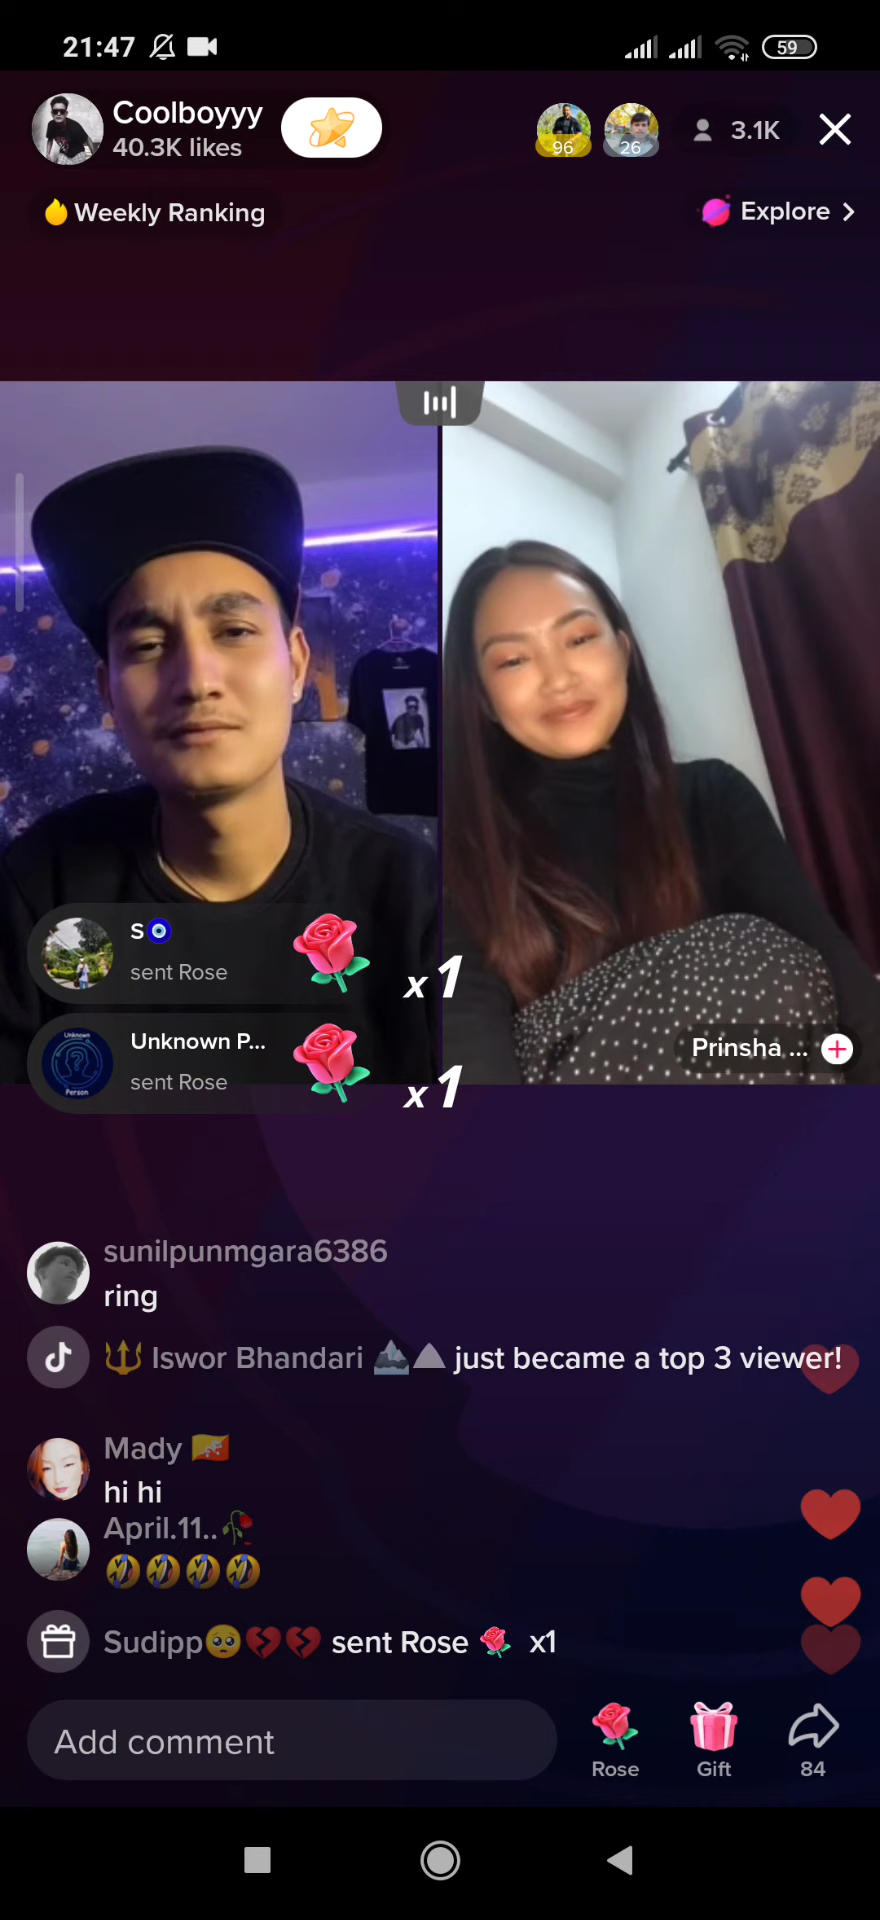 21:47
59
Coolboyyy
40.3K likes
96
26
3.1K
Weekly Ranking
Explore
S🧿
sent Rose
x1
Unknown P...
sent Rose
x1
Unknown
Person
Prinsha ...
sunilpunmgara6386
ring
🔱 Iswor Bhandari 🏔️⛰️ just became a top 3 viewer!
Mady 🇧🇹
hi hi
April.11..🥀
🤣🤣🤣🤣
Sudipp🥺💔💔 sent Rose 🌹 x1
Add comment
Rose
Gift
84